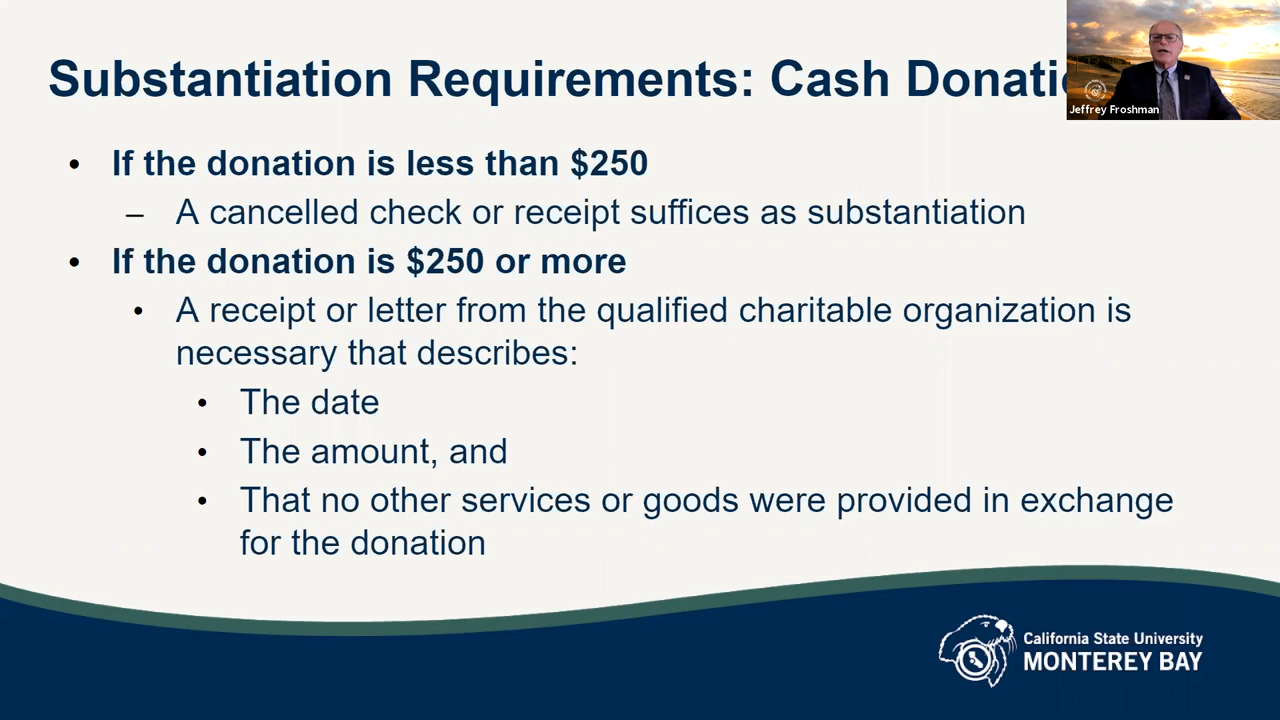 Substantiation Requirements: Cash Donati
Jeffrey Froshman
• If the donation is less than $250
– A cancelled check or receipt suffices as substantiation
• If the donation is $250 or more
• A receipt or letter from the qualified charitable organization is
necessary that describes:
• The date
• The amount, and
• That no other services or goods were provided in exchange
for the donation
California State University
MONTEREY BAY